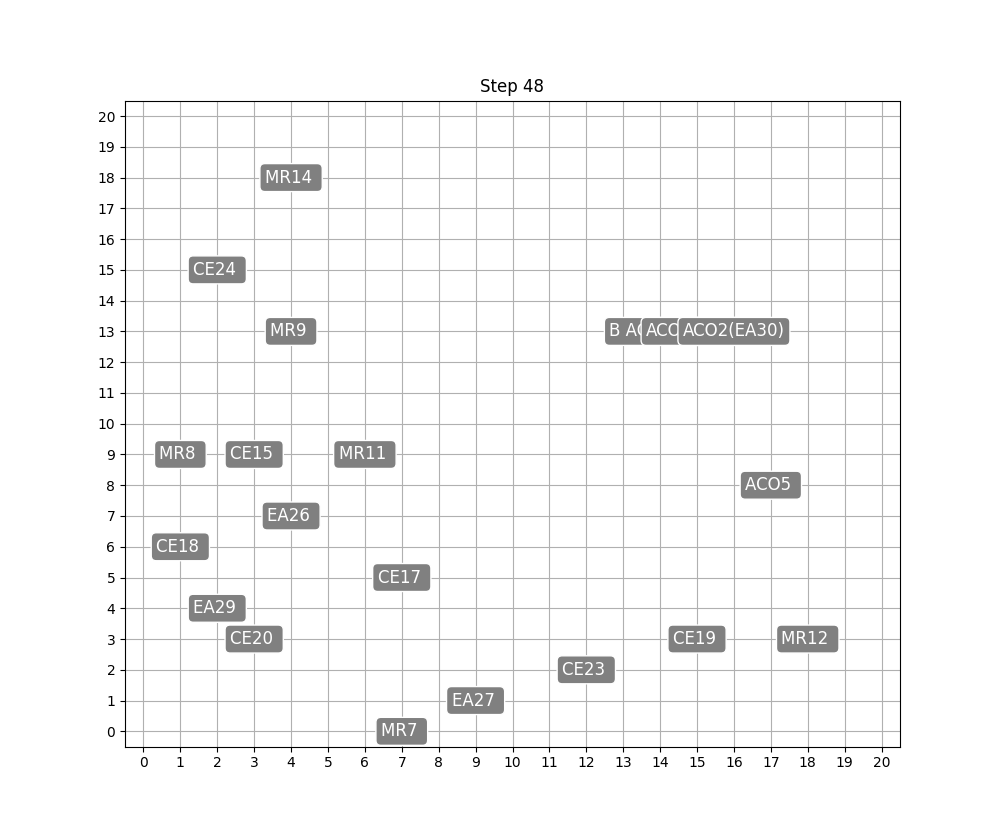 Step 48
20
19
18 MR14
17
16
15 CE24
14
13 MR9 B ACO2(EA30)
12
11
10
9 MR8 CE15 MR11
8 ACO5
7 EA26
6 CE18
5 CE17
4 EA29
3 CE20 CE19 MR12
2 CE23
1 EA27
0 MR7
0 1 2 3 4 5 6 7 8 9 10 11 12 13 14 15 16 17 18 19 20